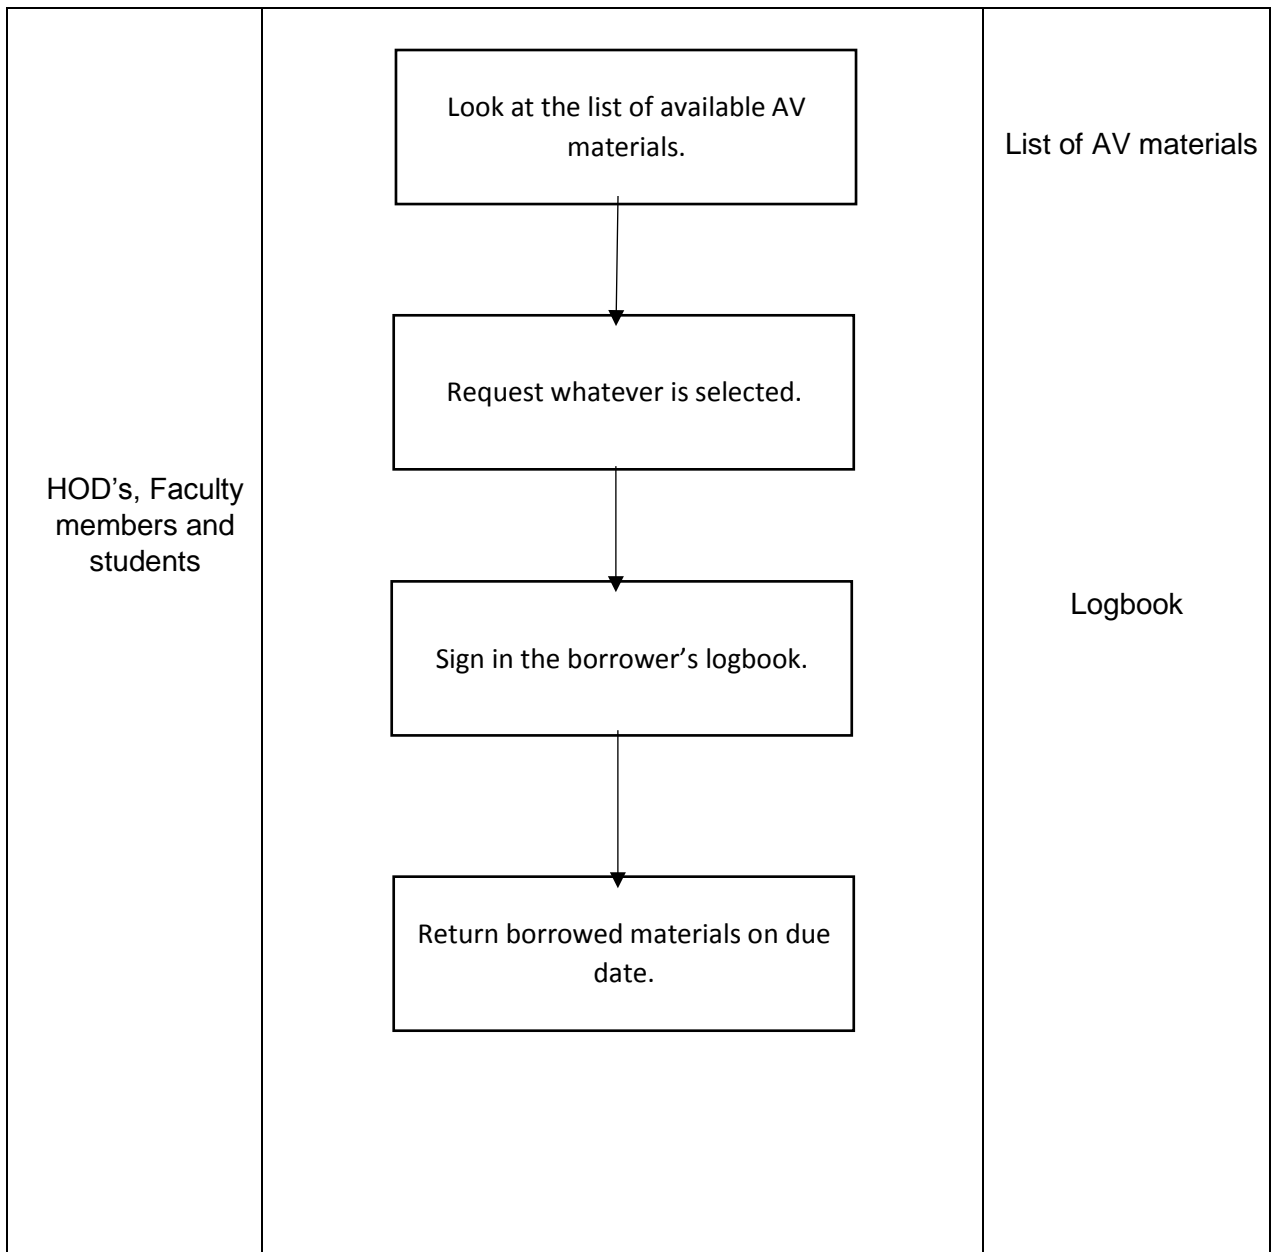 HOD’s, Faculty
members and
students
Look at the list of available AV
materials.
Request whatever is selected.
Sign in the borrower’s logbook.
Return borrowed materials on due
date.
List of AV materials
Logbook